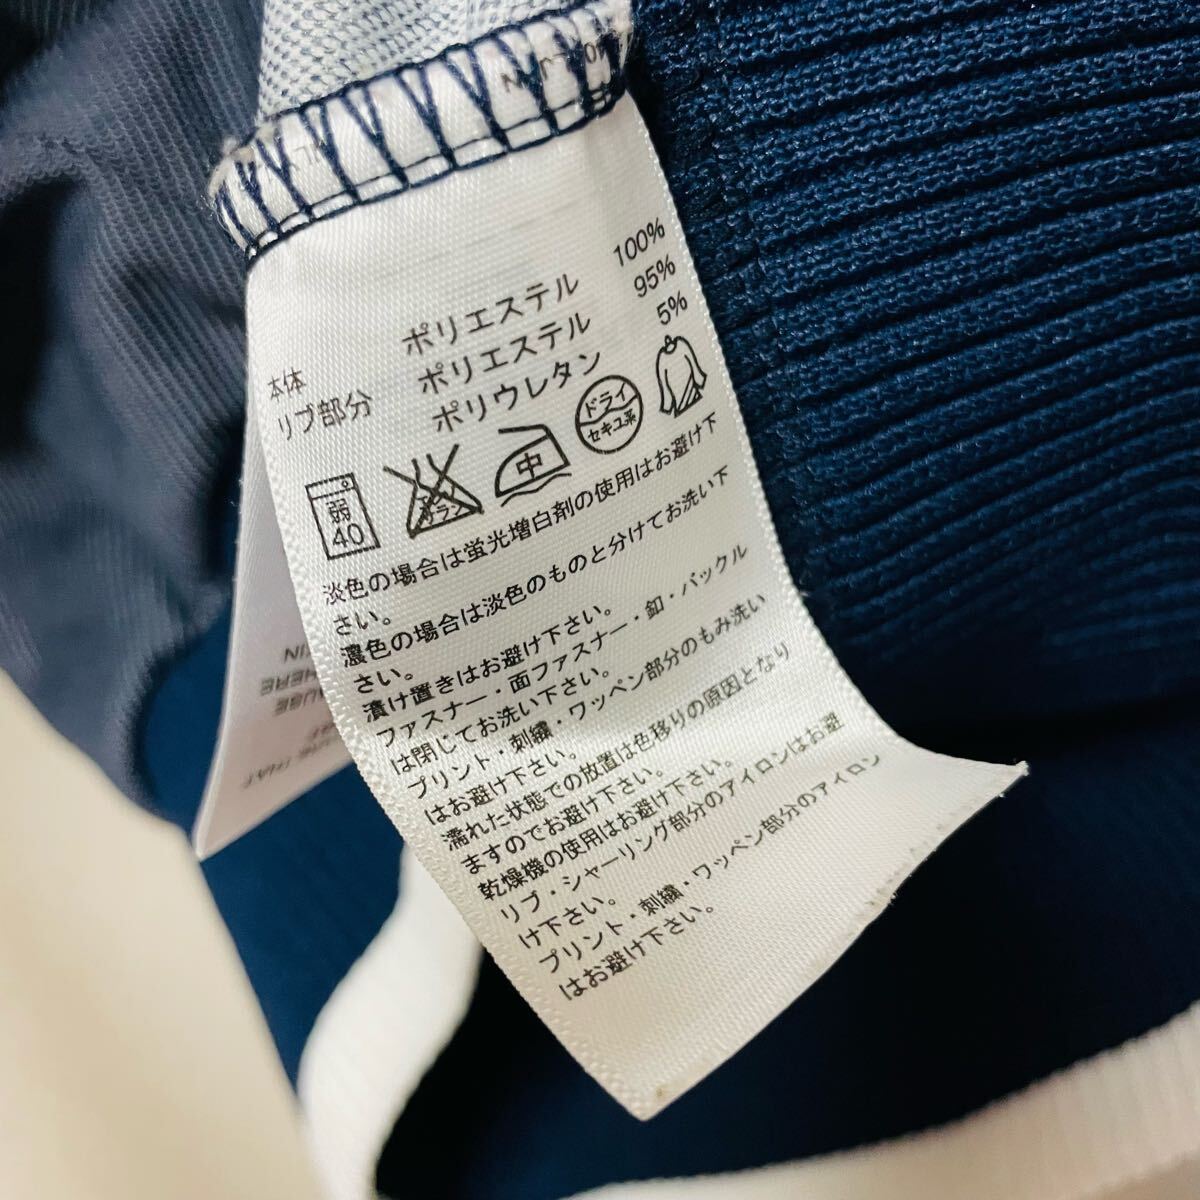 本体 ポリエステル 100%
リブ部分 ポリエステル 95%
ポリウレタン 5%
弱
40
エンソ
サラシ
中
ドライ
セキユ系
淡色の場合は蛍光増白剤の使用はお避け下
さい。
濃色の場合は淡色のものと分けてお洗い下
さい。
漬け置きはお避け下さい。
ファスナー・面ファスナー・釦・バックル
は閉じてお洗い下さい。
プリント・刺繍・ワッペン部分のもみ洗い
はお避け下さい。
濡れた状態での放置は色移りの原因となり
ますのでお避け下さい。
乾燥機の使用はお避け下さい。
リブ・シャーリング部分のアイロンはお避
け下さい。
プリント・刺繍・ワッペン部分のアイロン
はお避け下さい。